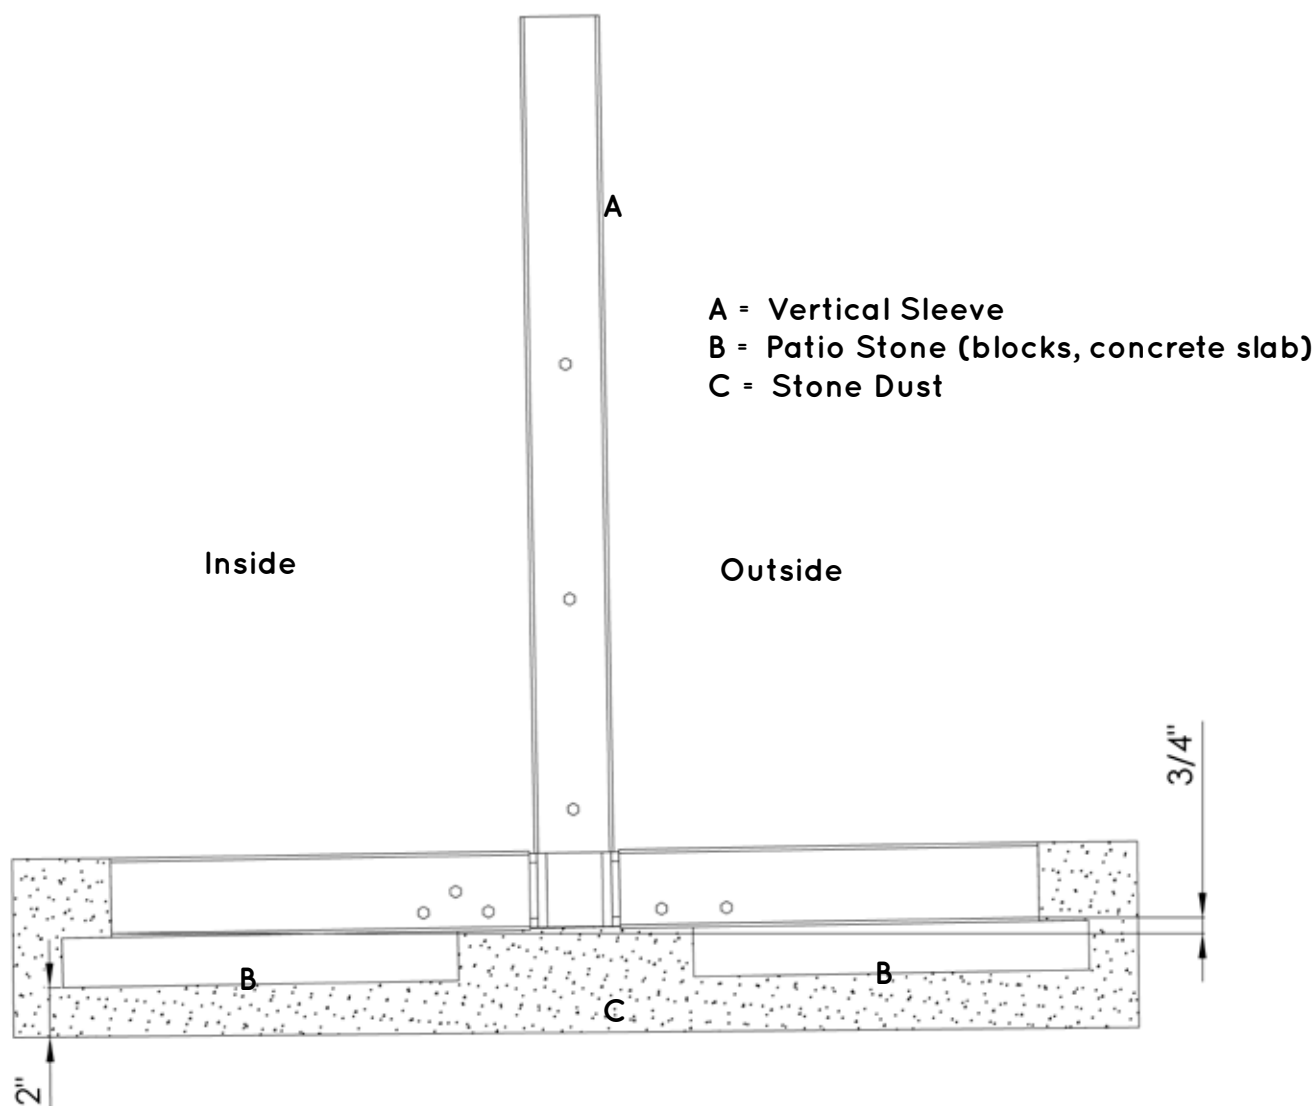 A
A = Vertical Sleeve
B = Patio Stone (blocks, concrete slab)
C = Stone Dust
Inside
Outside
3/4"
B
B
C
2"